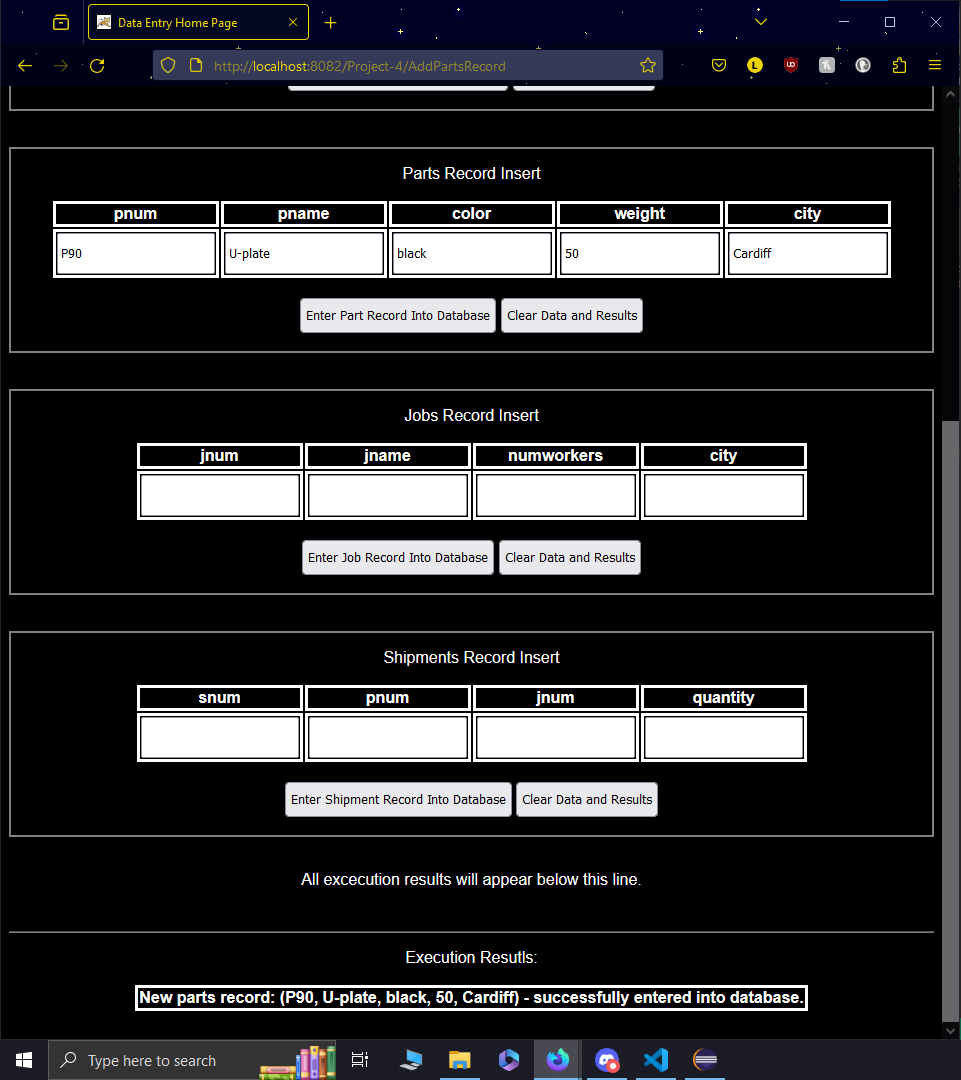 Data Entry Home Page
http://localhost:8082/Project-4/AddPartsRecord
L
UD
Parts Record Insert
pnum pname color weight city
P90 U-plate black 50 Cardiff
Enter Part Record Into Database Clear Data and Results
Jobs Record Insert
jnum jname numworkers city
Enter Job Record Into Database Clear Data and Results
Shipments Record Insert
snum pnum jnum quantity
Enter Shipment Record Into Database Clear Data and Results
All excecution results will appear below this line.
Execution Resutls:
New parts record: (P90, U-plate, black, 50, Cardiff) - successfully entered into database.
Type here to search